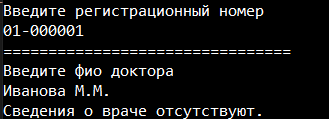 Введите регистрационный номер
01-000001
================================
Введите фио доктора
Иванова М.М.
Сведения о враче отсутствуют.